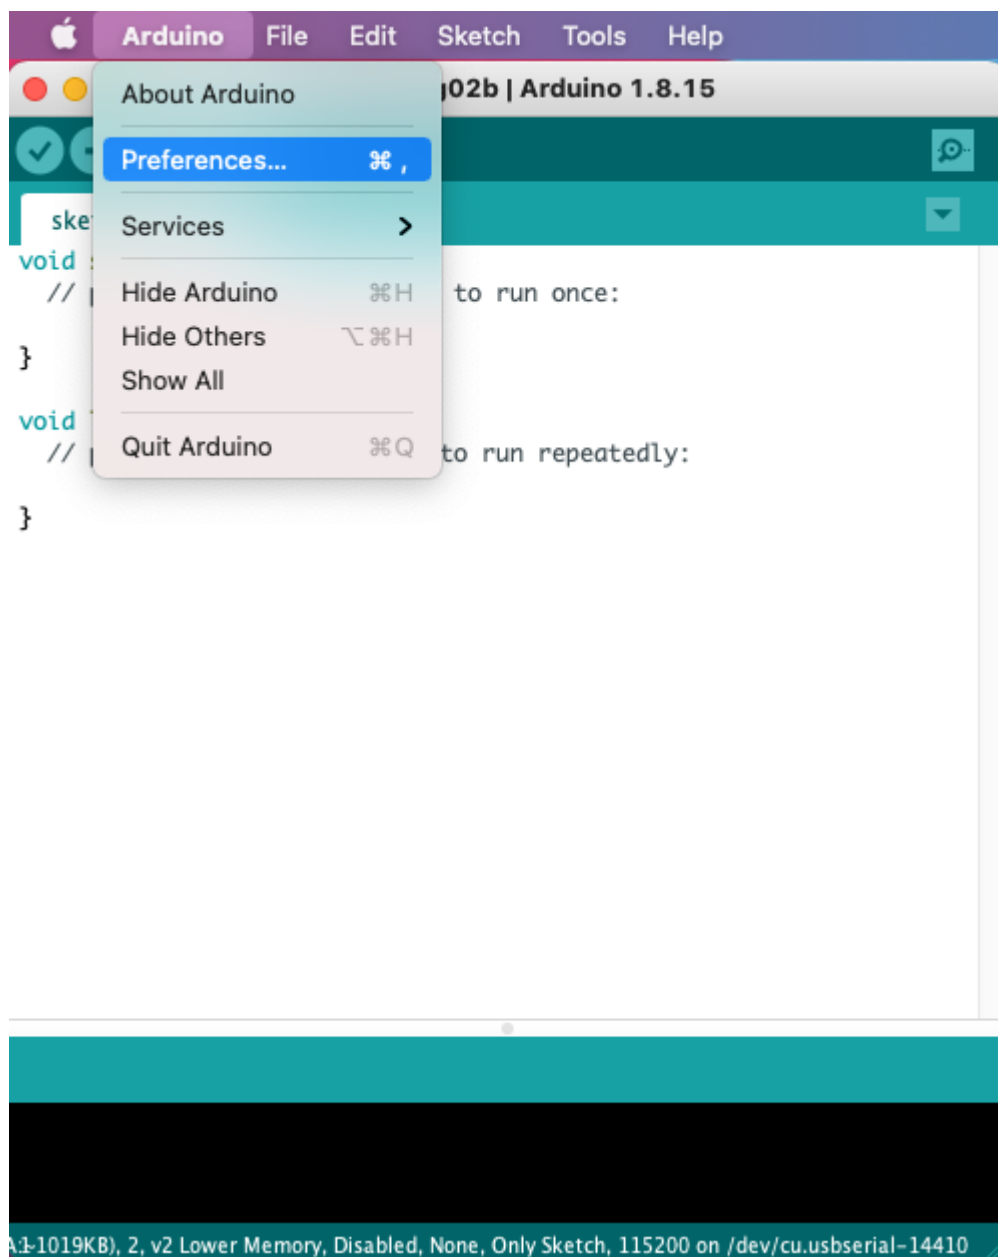 Arduino File Edit Sketch Tools Help
g02b | Arduino 1.8.15
About Arduino
Preferences... ⌘ ,
Services
Hide Arduino ⌘H
Hide Others ⌥⌘H
Show All
Quit Arduino ⌘Q
void
// to run once:
}
void
// to run repeatedly:
}
1019KB), 2, v2 Lower Memory, Disabled, None, Only Sketch, 115200 on /dev/cu.usbserial-14410